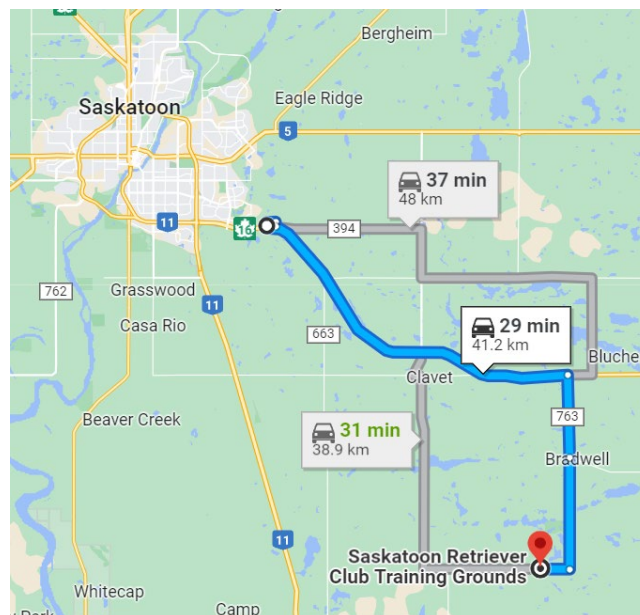 Bergheim
Saskatoon
Eagle Ridge
5
37 min
48 km
11
16
394
762
Grasswood
11
Casa Rio
663
29 min
41.2 km
Bluche
Clavet
763
Beaver Creek
31 min
38.9 km
Bradwell
11
Saskatoon Retriever
Club Training Grounds
Whitecap
Camp
Park